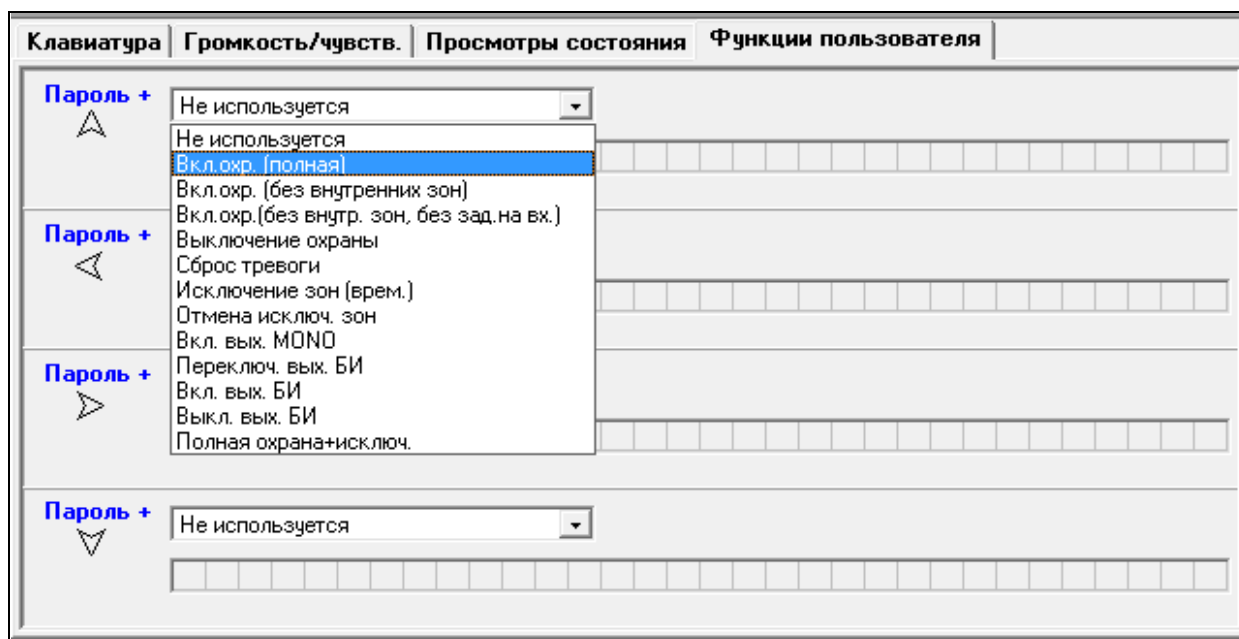 Клавиатура Громкость/чувств. Просмотры состояния Функции пользователя
Пароль + Не используется
Не используется
Вкл.охр. (полная)
Вкл.охр. (без внутренних зон)
Вкл.охр.(без внутр. зон, без зад.на вх.)
Пароль +
Выключение охраны
Сброс тревоги
Исключение зон (врем.)
Отмена исключ. зон
Вкл. вых. MONO
Переключ. вых. БИ
Пароль +
Вкл. вых. БИ
Выкл. вых. БИ
Полная охрана+исключ.
Пароль + Не используется